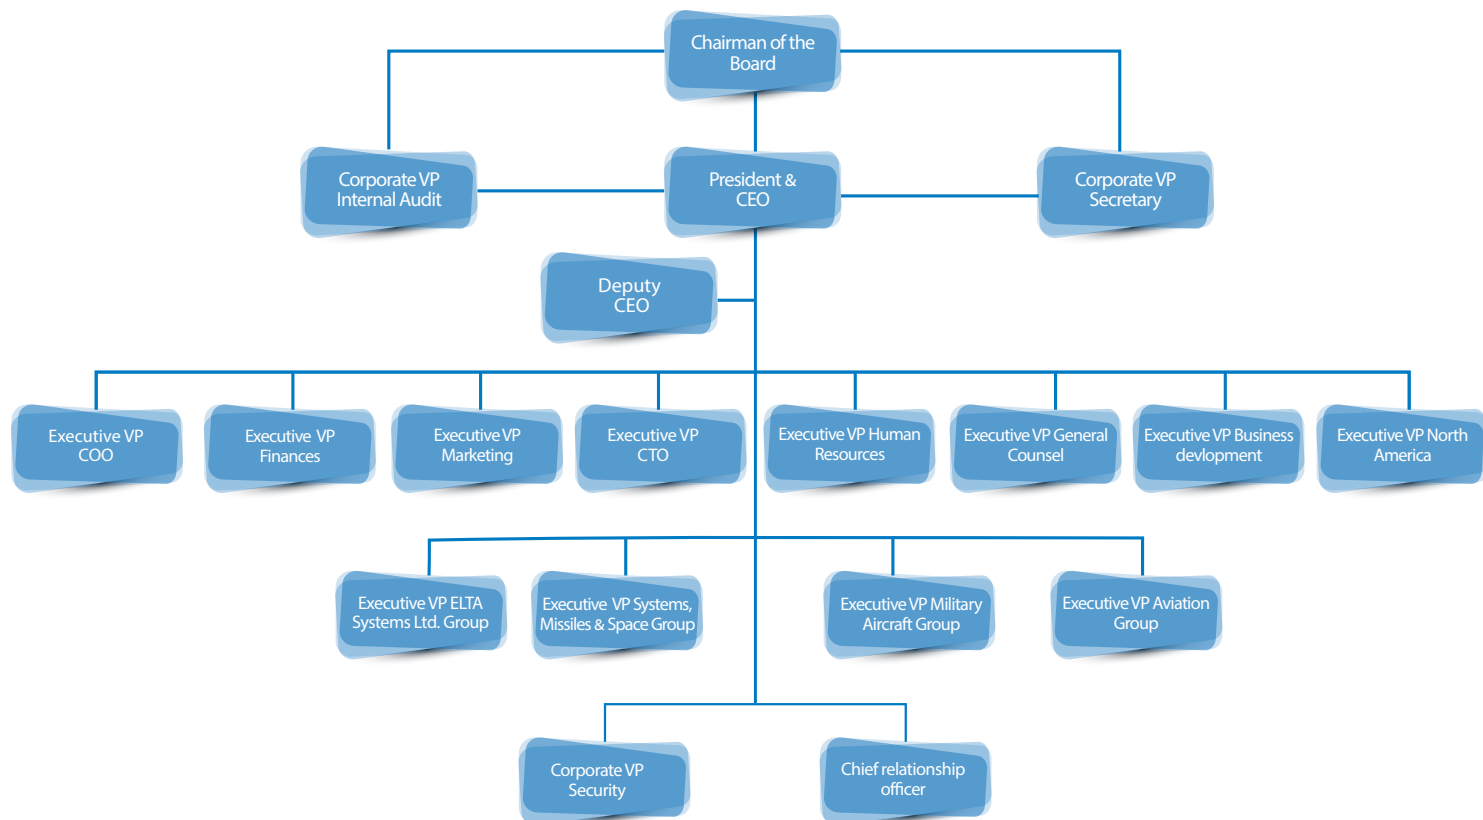 Chairman of the
Board
Corporate VP
Internal Audit
President &
CEO
Corporate VP
Secretary
Deputy
CEO
Executive VP
COO
Executive VP
Finances
Executive VP
Marketing
Executive VP
CTO
Executive VP Human
Resources
Executive VP General
Counsel
Executive VP Business
devlopment
Executive VP North
America
Executive VP ELTA
Systems Ltd. Group
Executive VP Systems,
Missiles & Space Group
Executive VP Military
Aircraft Group
Executive VP Aviation
Group
Corporate VP
Security
Chief relationship
officer